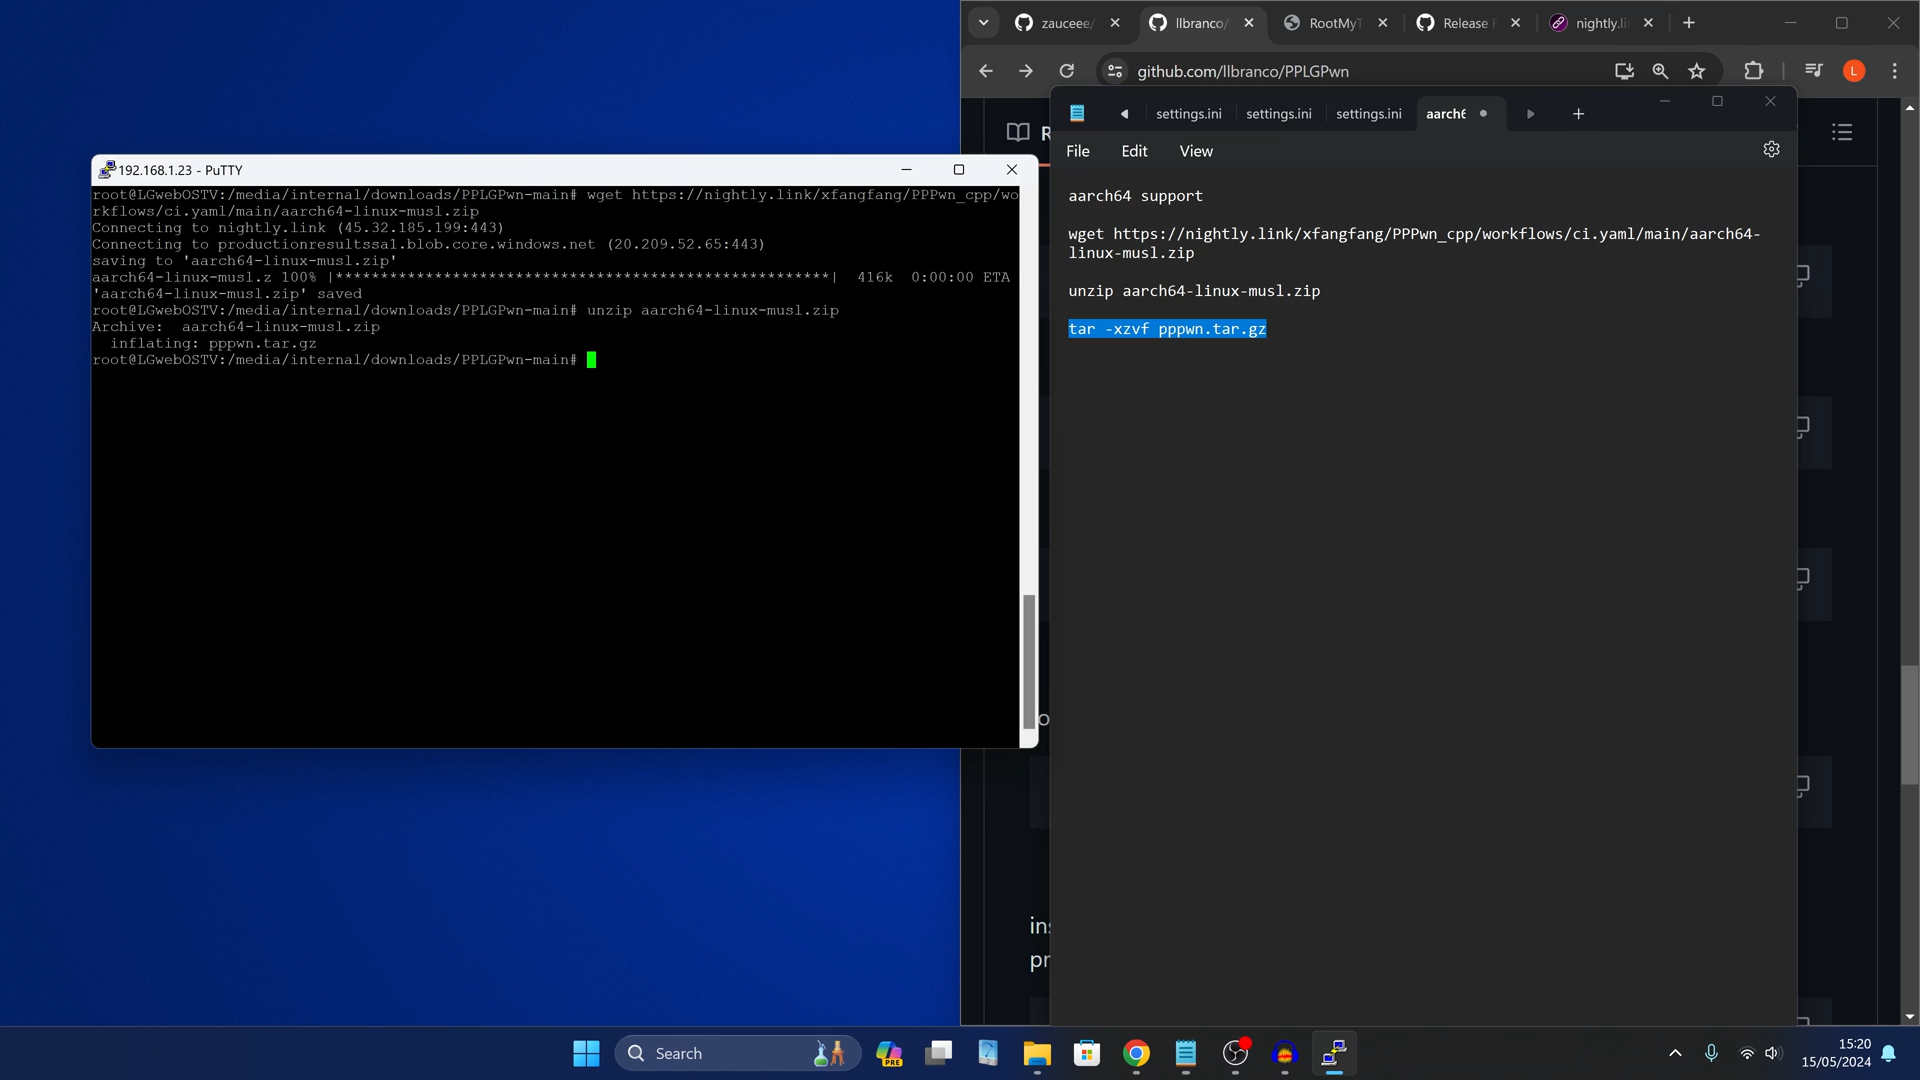 zauceee/
llbranco/
RootMyT
Release
nightly.li
github.com/llbranco/PPLGPwn
settings.ini
settings.ini
settings.ini
aarch6
File
Edit
View
aarch64 support
wget https://nightly.link/xfangfang/PPPwn_cpp/workflows/ci.yaml/main/aarch64-
linux-musl.zip
unzip aarch64-linux-musl.zip
tar -xzvf pppwn.tar.gz
192.168.1.23 - PuTTY
root@LGwebOSTV:/media/internal/downloads/PPLGPwn-main# wget https://nightly.link/xfangfang/PPPwn_cpp/wo
rkflows/ci.yaml/main/aarch64-linux-musl.zip
Connecting to nightly.link (45.32.185.199:443)
Connecting to productionresultssa1.blob.core.windows.net (20.209.52.65:443)
saving to 'aarch64-linux-musl.zip'
aarch64-linux-musl.z 100% |*******************************************************| 416k 0:00:00 ETA
'aarch64-linux-musl.zip' saved
root@LGwebOSTV:/media/internal/downloads/PPLGPwn-main# unzip aarch64-linux-musl.zip
Archive:  aarch64-linux-musl.zip
  inflating: pppwn.tar.gz
root@LGwebOSTV:/media/internal/downloads/PPLGPwn-main#
Search
PRE
L
15:20
15/05/2024